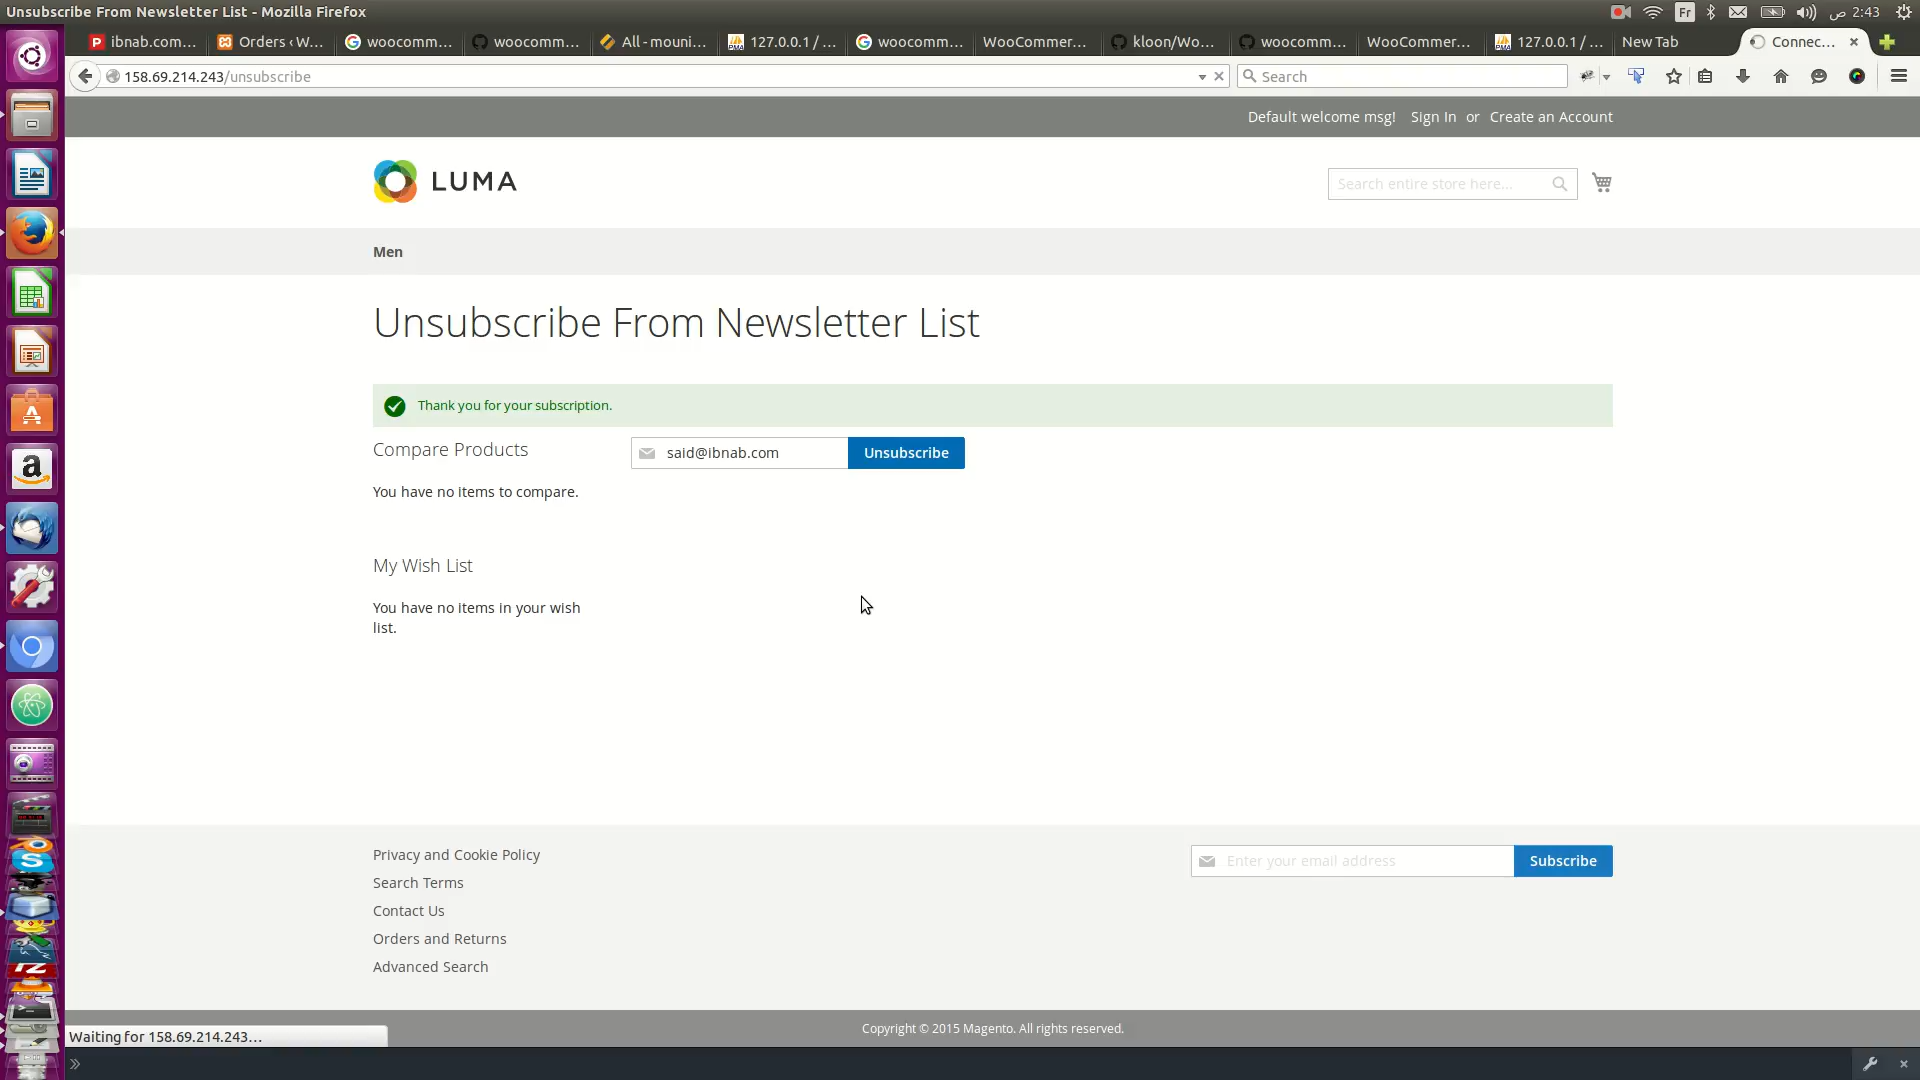 Unsubscribe From Newsletter List - Mozilla Firefox
Fr
2:43 ص
ibnab.com...
Orders ‹ W...
woocomm...
woocomm...
All - mouni...
127.0.0.1 / ...
woocomm...
WooCommer...
kloon/Wo...
woocomm...
WooCommer...
127.0.0.1 / ...
New Tab
Connec...
158.69.214.243/unsubscribe
Search
Default welcome msg!
Sign In or Create an Account
LUMA
Search entire store here...
Men
Unsubscribe From Newsletter List
Thank you for your subscription.
Compare Products
said@ibnab.com
Unsubscribe
You have no items to compare.
My Wish List
You have no items in your wish
list.
Privacy and Cookie Policy
Search Terms
Contact Us
Orders and Returns
Advanced Search
Enter your email address
Subscribe
Copyright © 2015 Magento. All rights reserved.
Waiting for 158.69.214.243...